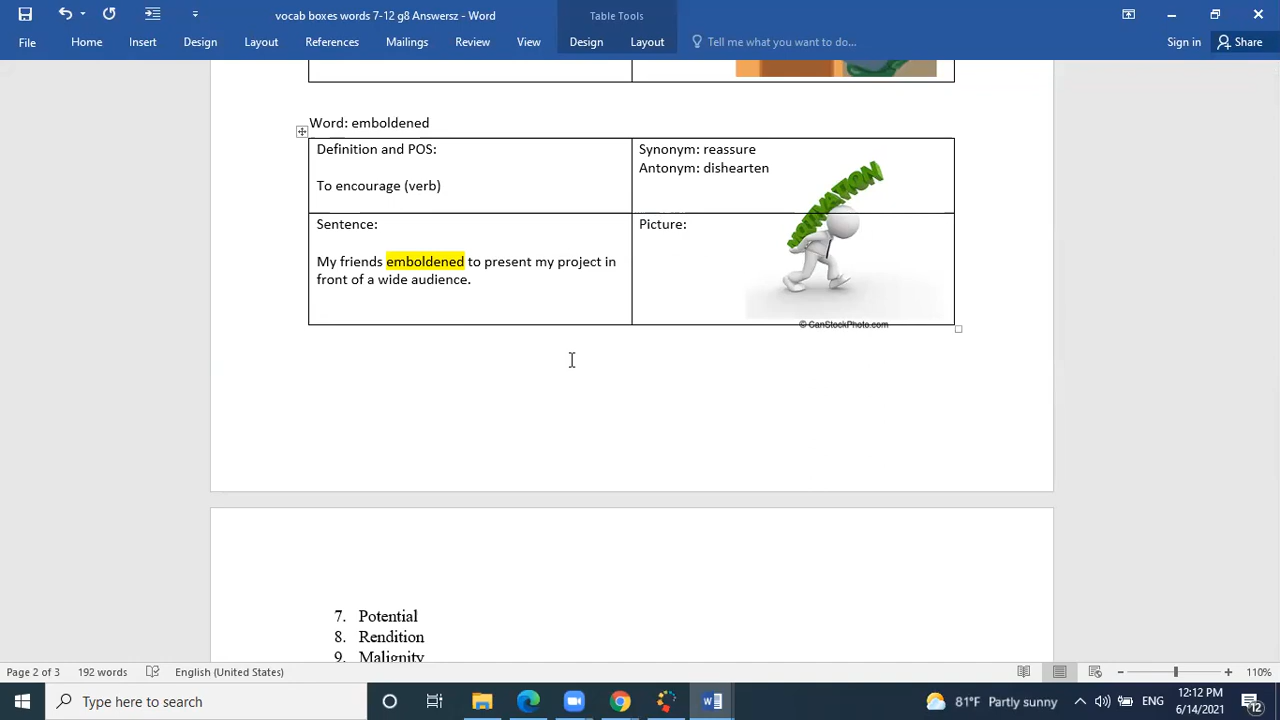 vocab boxes words 7-12 g8 Answersz - Word
Table Tools
File Home Insert Design Layout References Mailings Review View Design Layout Tell me what you want to do... Sign in Share
Word: emboldened
Definition and POS:
To encourage (verb)
Synonym: reassure
Antonym: dishearten
MOTIVATION
Sentence:
My friends emboldened to present my project in
front of a wide audience.
Picture:
© CanStockPhoto.com
7. Potential
8. Rendition
9. Malignity
Page 2 of 3 192 words English (United States) 110%
Type here to search
81°F Partly sunny
ENG
12:12 PM
6/14/2021
12